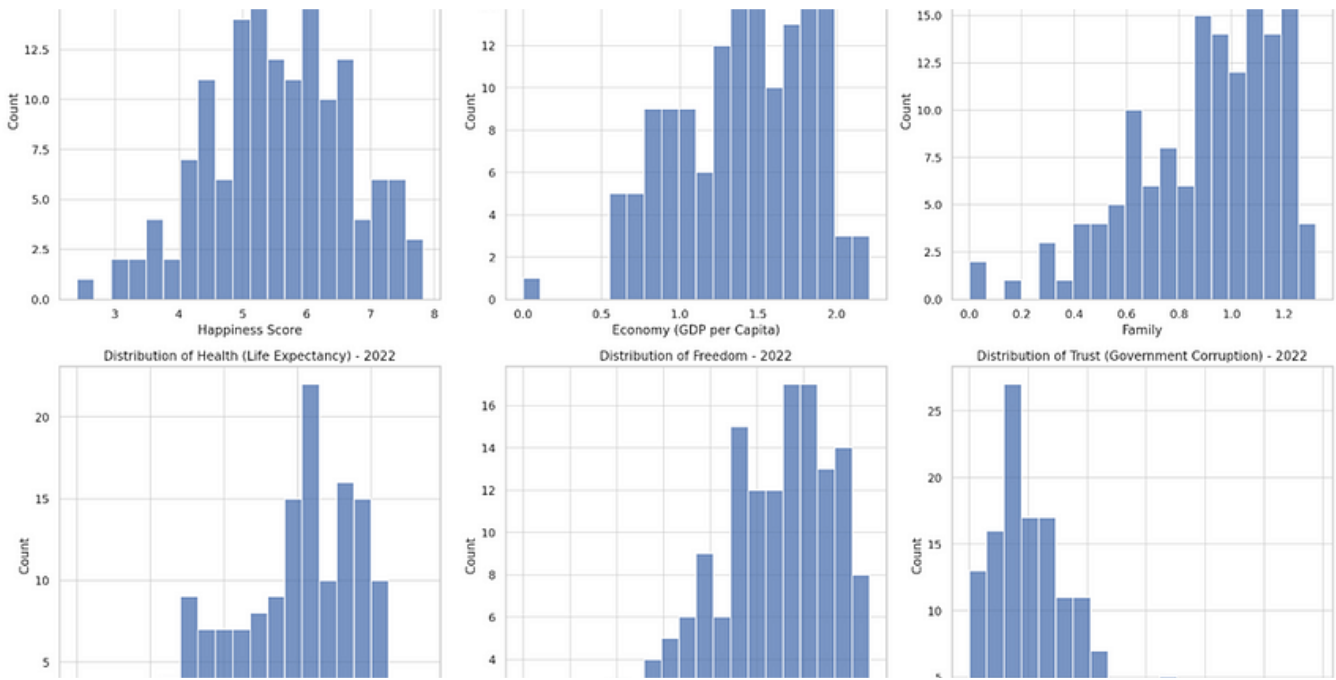 12.5
10.0
7.5
5.0
2.5
0.0
Count
3 4 5 6 7 8
Happiness Score
12
10
8
6
4
2
0
Count
0.0 0.5 1.0 1.5 2.0
Economy (GDP per Capita)
15.0
12.5
10.0
7.5
5.0
2.5
0.0
Count
0.0 0.2 0.4 0.6 0.8 1.0 1.2
Family
Distribution of Health (Life Expectancy) - 2022
20
15
10
5
Count
Distribution of Freedom - 2022
16
14
12
10
8
6
4
Count
Distribution of Trust (Government Corruption) - 2022
25
20
15
10
5
Count